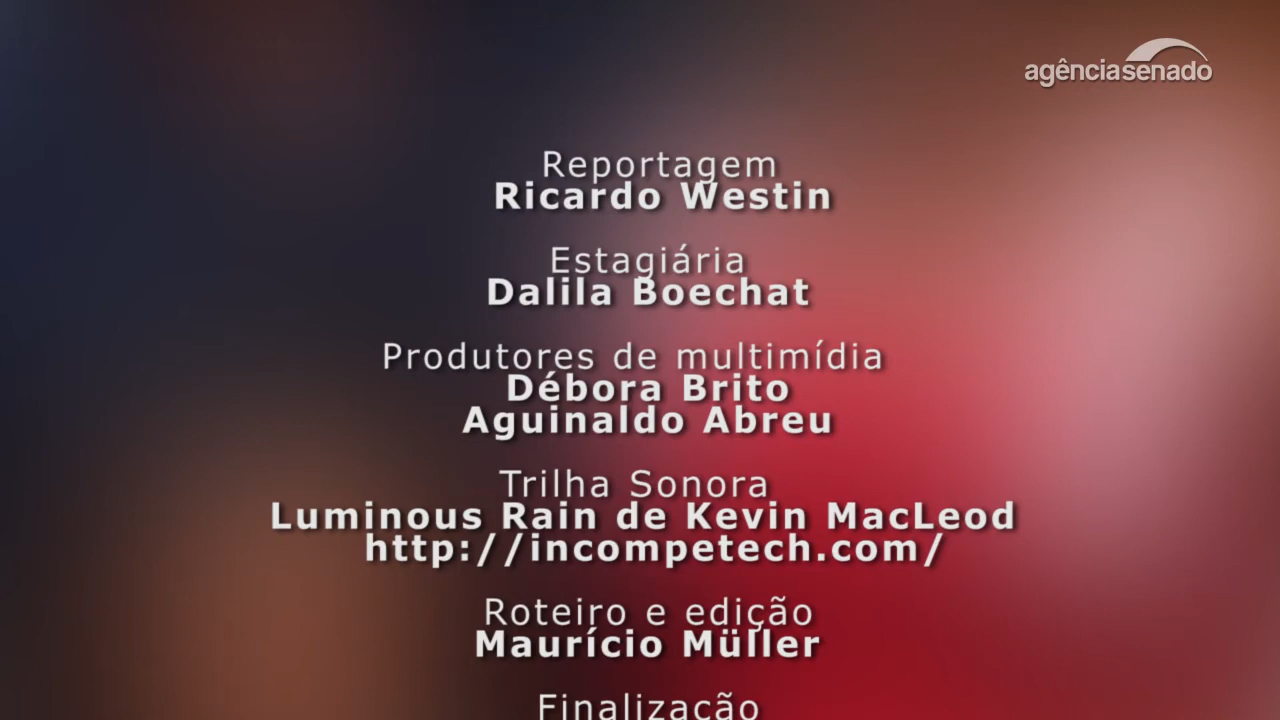 agênciasenado
Reportagem
Ricardo Westin
Estagiária
Dalila Boechat
Produtores de multimídia
Débora Brito
Aguinaldo Abreu
Trilha Sonora
Luminous Rain de Kevin MacLeod
http://incompetech.com/
Roteiro e edição
Maurício Müller
Finalização